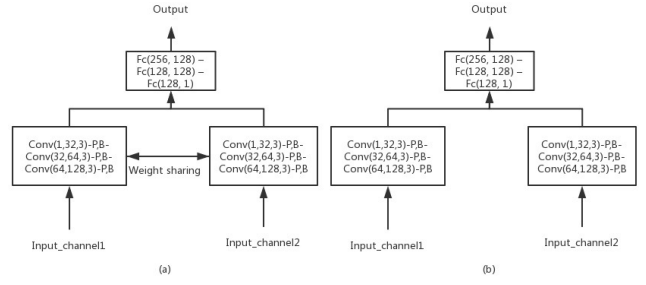 Output
Fc(256, 128) –
Fc(128, 128) –
Fc(128, 1)
Conv(1,32,3)-P,B-
Conv(32,64,3)-P,B-
Conv(64,128,3)-P,B
Weight sharing
Conv(1,32,3)-P,B-
Conv(32,64,3)-P,B-
Conv(64,128,3)-P,B
Input_channel1
Input_channel2
(a)
Output
Fc(256, 128) –
Fc(128, 128) –
Fc(128, 1)
Conv(1,32,3)-P,B-
Conv(32,64,3)-P,B-
Conv(64,128,3)-P,B
Conv(1,32,3)-P,B-
Conv(32,64,3)-P,B-
Conv(64,128,3)-P,B
Input_channel1
Input_channel2
(b)